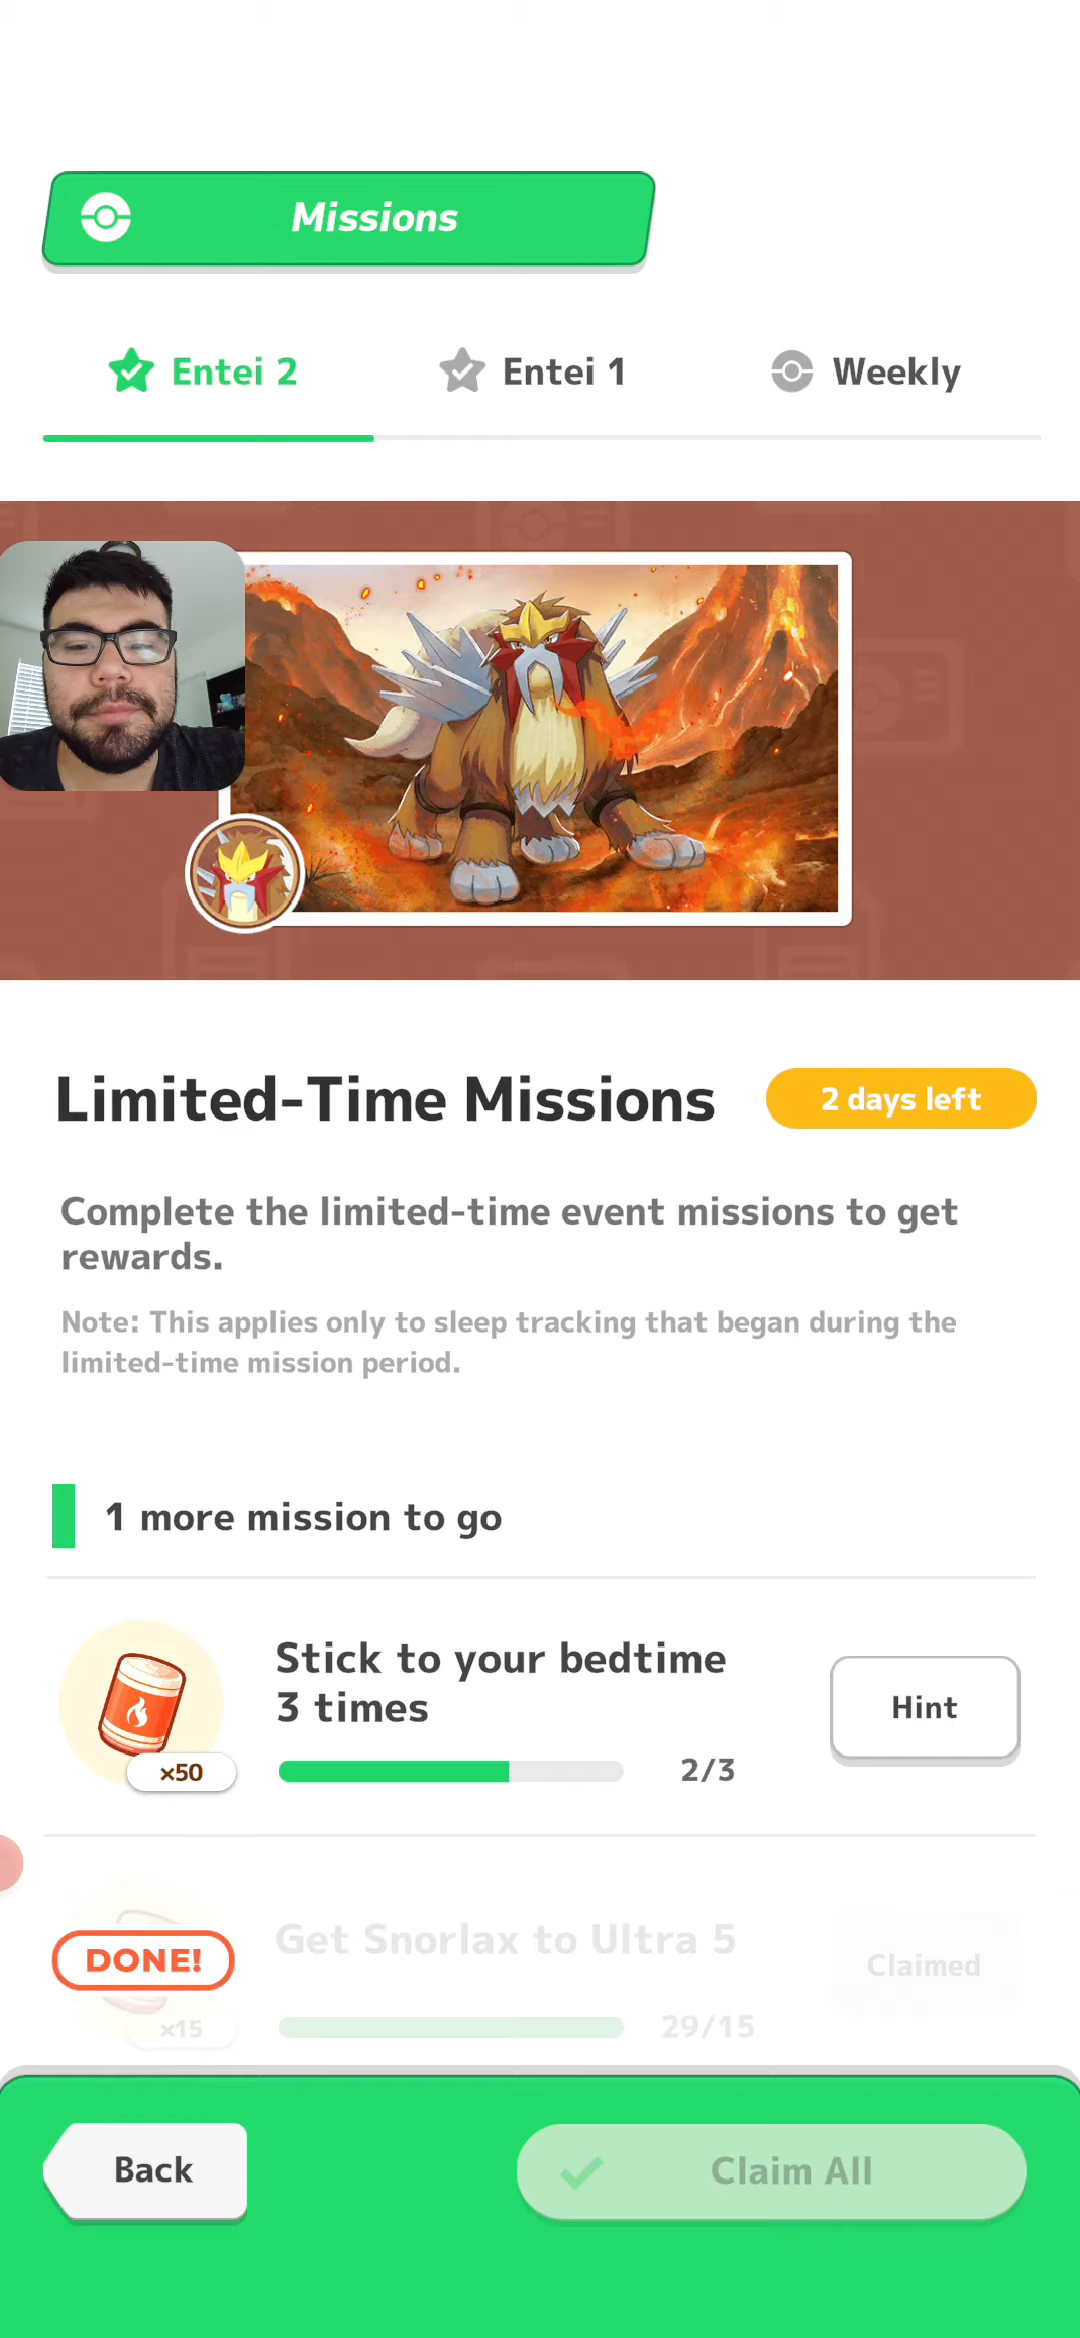 Missions
Entei 2
Entei 1
Weekly
Limited-Time Missions
2 days left
Complete the limited-time event missions to get
rewards.
Note: This applies only to sleep tracking that began during the
limited-time mission period.
1 more mission to go
Stick to your bedtime
3 times
Hint
×50
2/3
Get Snorlax to Ultra 5
DONE!
Claimed
×15
29/15
Back
Claim All